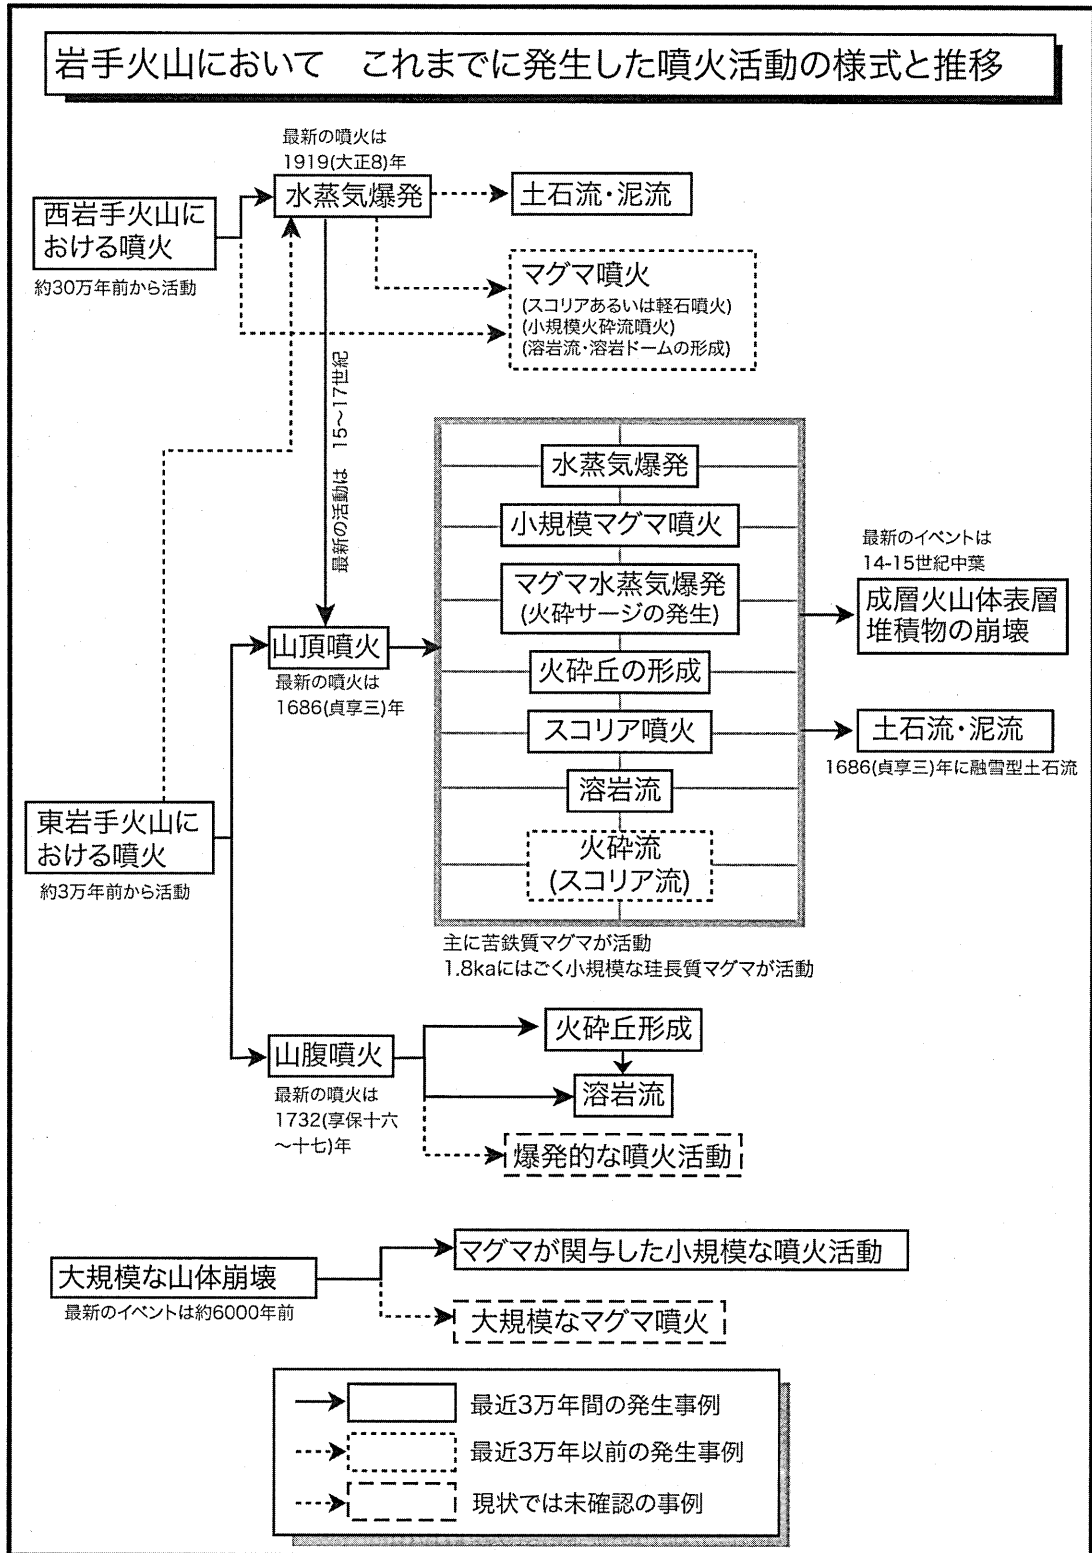 岩手火山において　これまでに発生した噴火活動の様式と推移
最新の噴火は
1919(大正8)年
水蒸気爆発
土石流・泥流
西岩手火山に
おける噴火
約30万年前から活動
マグマ噴火
(スコリアあるいは軽石噴火)
(小規模火砕流噴火)
(溶岩流・溶岩ドームの形成)
最新の活動は　15〜17世紀
水蒸気爆発
小規模マグマ噴火
マグマ水蒸気爆発
(火砕サージの発生)
火砕丘の形成
スコリア噴火
溶岩流
火砕流
(スコリア流)
最新のイベントは
14-15世紀中葉
成層火山体表層
堆積物の崩壊
土石流・泥流
1686(貞享三)年に融雪型土石流
山頂噴火
最新の噴火は
1686(貞享三)年
東岩手火山に
おける噴火
約3万年前から活動
主に苦鉄質マグマが活動
1.8kaにはごく小規模な珪長質マグマが活動
山腹噴火
最新の噴火は
1732(享保十六
〜十七)年
火砕丘形成
溶岩流
爆発的な噴火活動
大規模な山体崩壊
最新のイベントは約6000年前
マグマが関与した小規模な噴火活動
大規模なマグマ噴火
最近3万年間の発生事例
最近3万年以前の発生事例
現状では未確認の事例